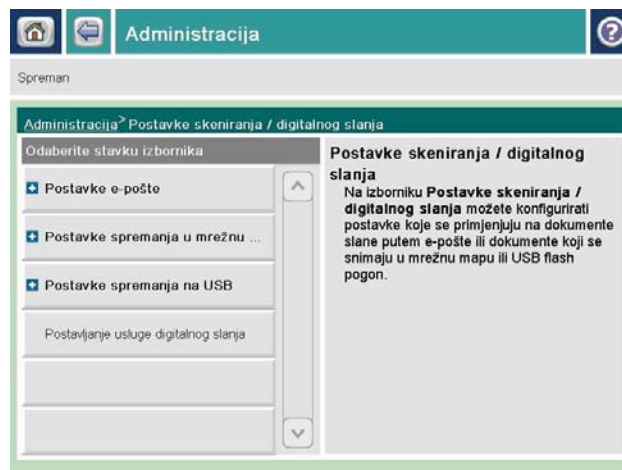 Administracija
?
Spreman
Administracija > Postavke skeniranja / digitalnog slanja
Odaberite stavku izbornika
Postavke e-pošte
Postavke spremanja u mrežnu ...
Postavke spremanja na USB
Postavljanje usluge digitalnog slanja
Postavke skeniranja / digitalnog
slanja
Na izborniku Postavke skeniranja /
digitalnog slanja možete konfigurirati
postavke koje se primjenjuju na dokumente
slane putem e-pošte ili dokumente koji se
snimaju u mrežnu mapu ili USB flash
pogon.